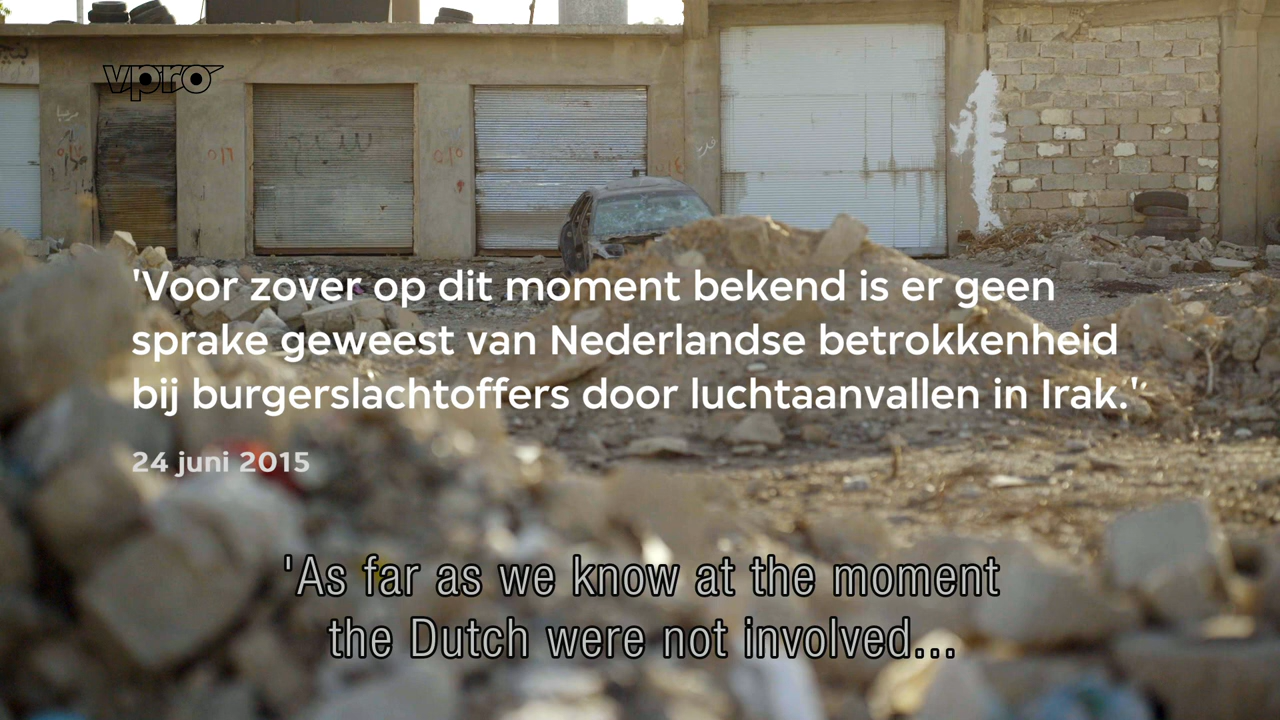 vpro
'Voor zover op dit moment bekend is er geen
sprake geweest van Nederlandse betrokkenheid
bij burgerslachtoffers door luchtaanvallen in Irak.'
24 juni 2015
'As far as we know at the moment
the Dutch were not involved...